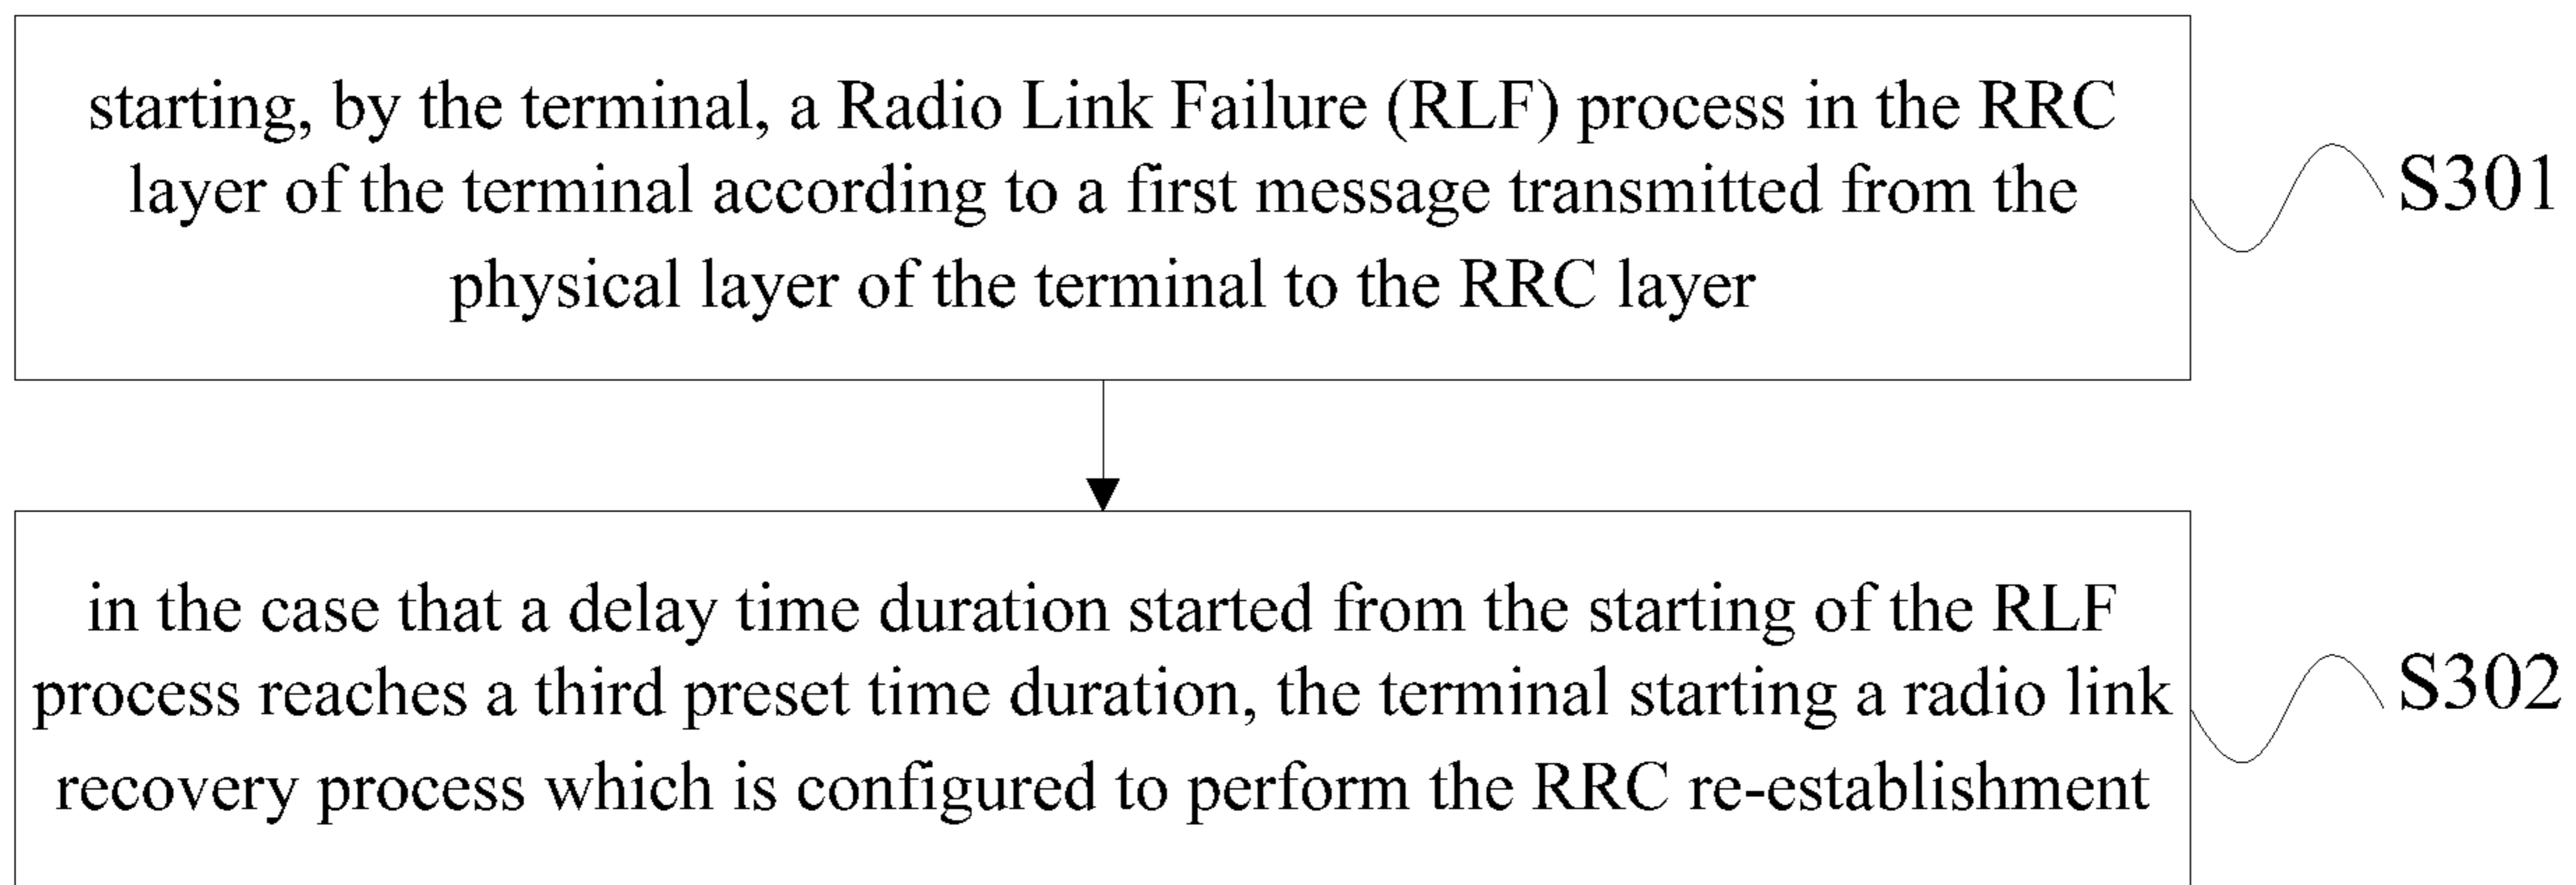 starting, by the terminal, a Radio Link Failure (RLF) process in the RRC
layer of the terminal according to a first message transmitted from the
physical layer of the terminal to the RRC layer
S301
in the case that a delay time duration started from the starting of the RLF
process reaches a third preset time duration, the terminal starting a radio link
recovery process which is configured to perform the RRC re-establishment
S302